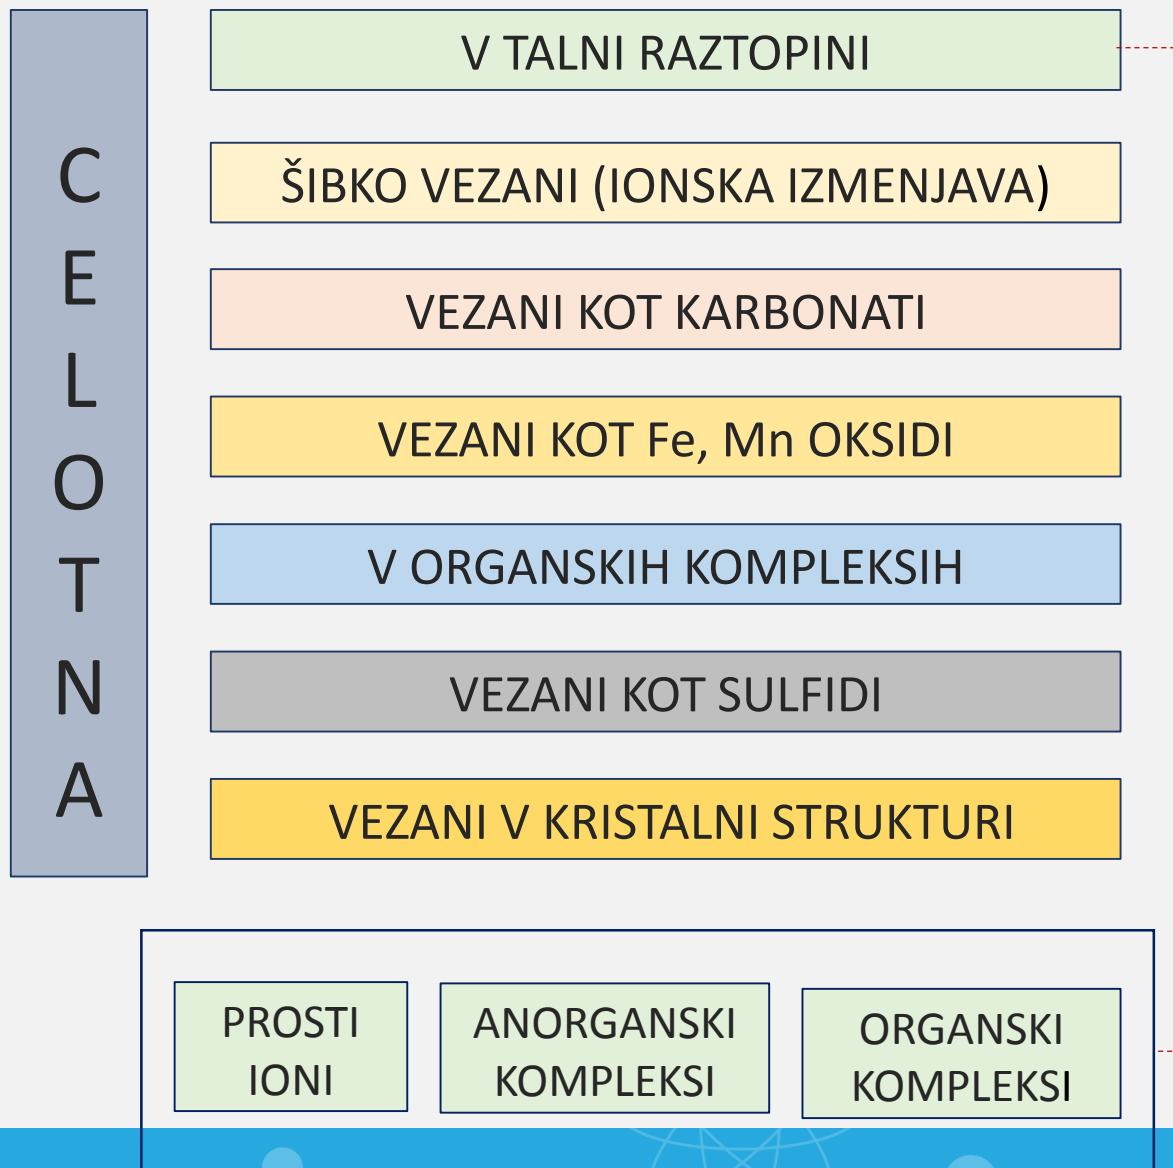 CELOTNA
V TALNI RAZTOPINI
ŠIBKO VEZANI (IONSKA IZMENJAVA)
VEZANI KOT KARBONATI
VEZANI KOT Fe, Mn OKSIDI
V ORGANSKIH KOMPLEKSIH
VEZANI KOT SULFIDI
VEZANI V KRISTALNI STRUKTURI
PROSTI
IONI
ANORGANSKI
KOMPLEKSI
ORGANSKI
KOMPLEKSI